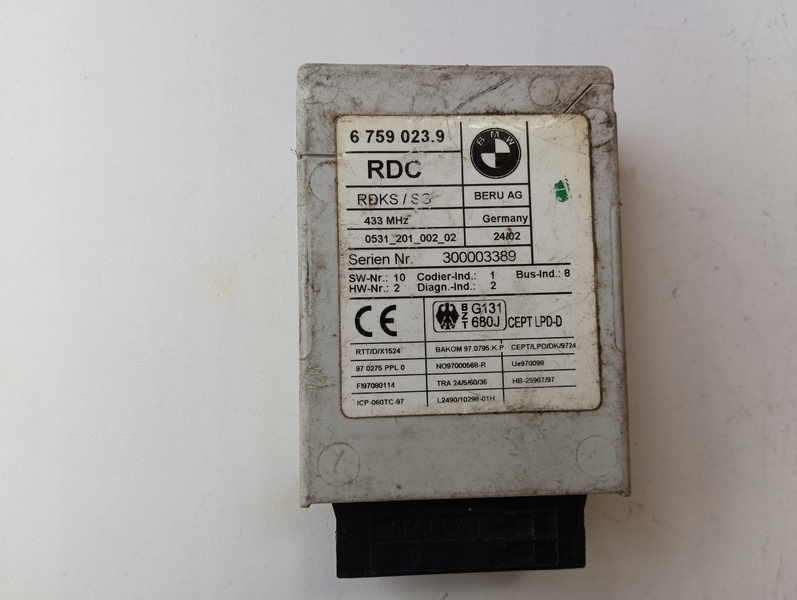 6 759 023.9
BMW
RDC
RDKS / SG
BERU AG
433 MHz
Germany
0531_201_002_02
24/02
Serien Nr. 300003389
SW-Nr.: 10 Codier-Ind.: 1 Bus-Ind.: 8
HW-Nr.: 2 Diagn.-Ind.: 2
CE
BZT
G131
680J
CEPT LPD-D
RTT/D/X1524
BAKOM 97.0795.K.P
CEPT/LPD/DK/9724
97 0275 PPL 0
NO97000568-R
Ue970098
FI97080114
TRA 24/5/60/36
HB-25967/97
ICP-060TC-97
L2490/10298-01H